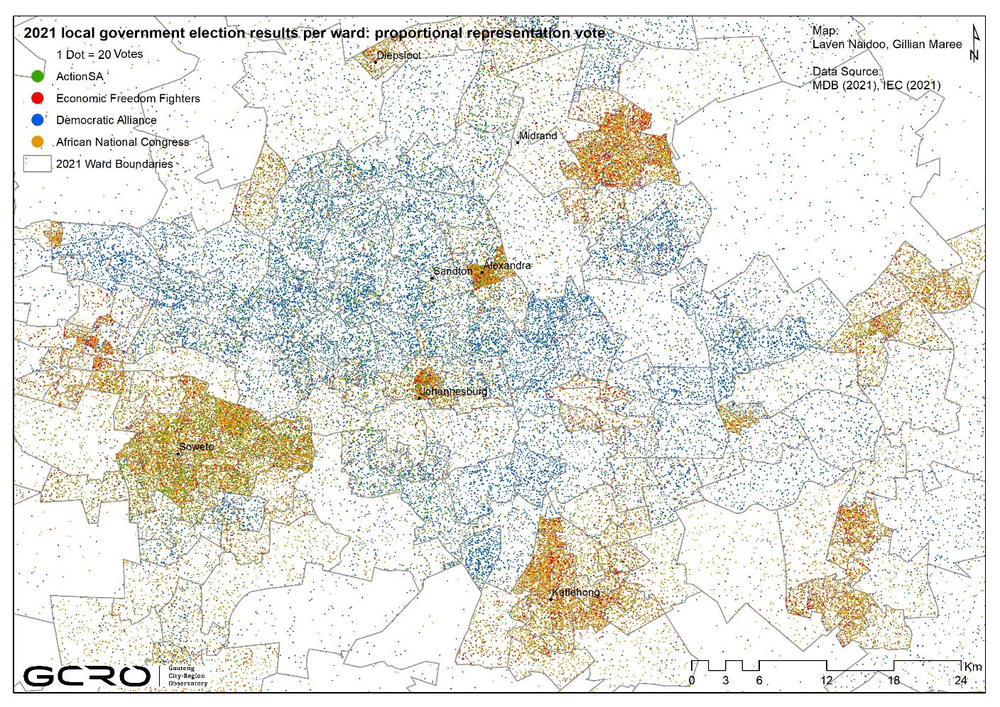 2021 local government election results per ward: proportional representation vote
1 Dot = 20 Votes
ActionSA
Economic Freedom Fighters
Democratic Alliance
African National Congress
2021 Ward Boundaries
Map:
Laven Naidoo, Gillian Maree
Data Source:
MDB (2021), IEC (2021)
N
Diepsloot
Midrand
Sandton
Alexandra
Johannesburg
Soweto
Katlehong
GCRO
Gauteng
City-Region
Observatory
Km
0 3 6 12 18 24